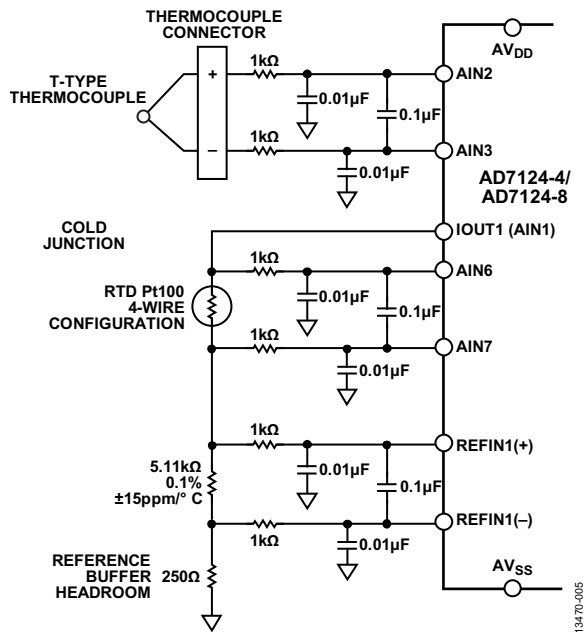 THERMOCOUPLE
CONNECTOR
AVDD
1kΩ
AIN2
T-TYPE
THERMOCOUPLE
+
0.01µF
0.1µF
–
1kΩ
AIN3
0.01µF
AD7124-4/
AD7124-8
COLD
JUNCTION
IOUT1 (AIN1)
1kΩ
AIN6
RTD Pt100
4-WIRE
CONFIGURATION
0.01µF
0.1µF
1kΩ
AIN7
0.01µF
1kΩ
REFIN1(+)
5.11kΩ
0.1%
±15ppm/° C
0.01µF
0.1µF
REFIN1(–)
1kΩ
0.01µF
REFERENCE
BUFFER
HEADROOM
250Ω
AVSS
13470-005